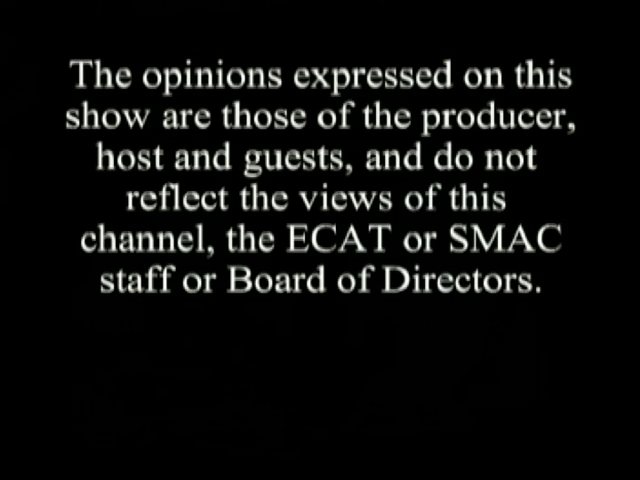 The opinions expressed on this
show are those of the producer,
host and guests, and do not
reflect the views of this
channel, the ECAT or SMAC
staff or Board of Directors.